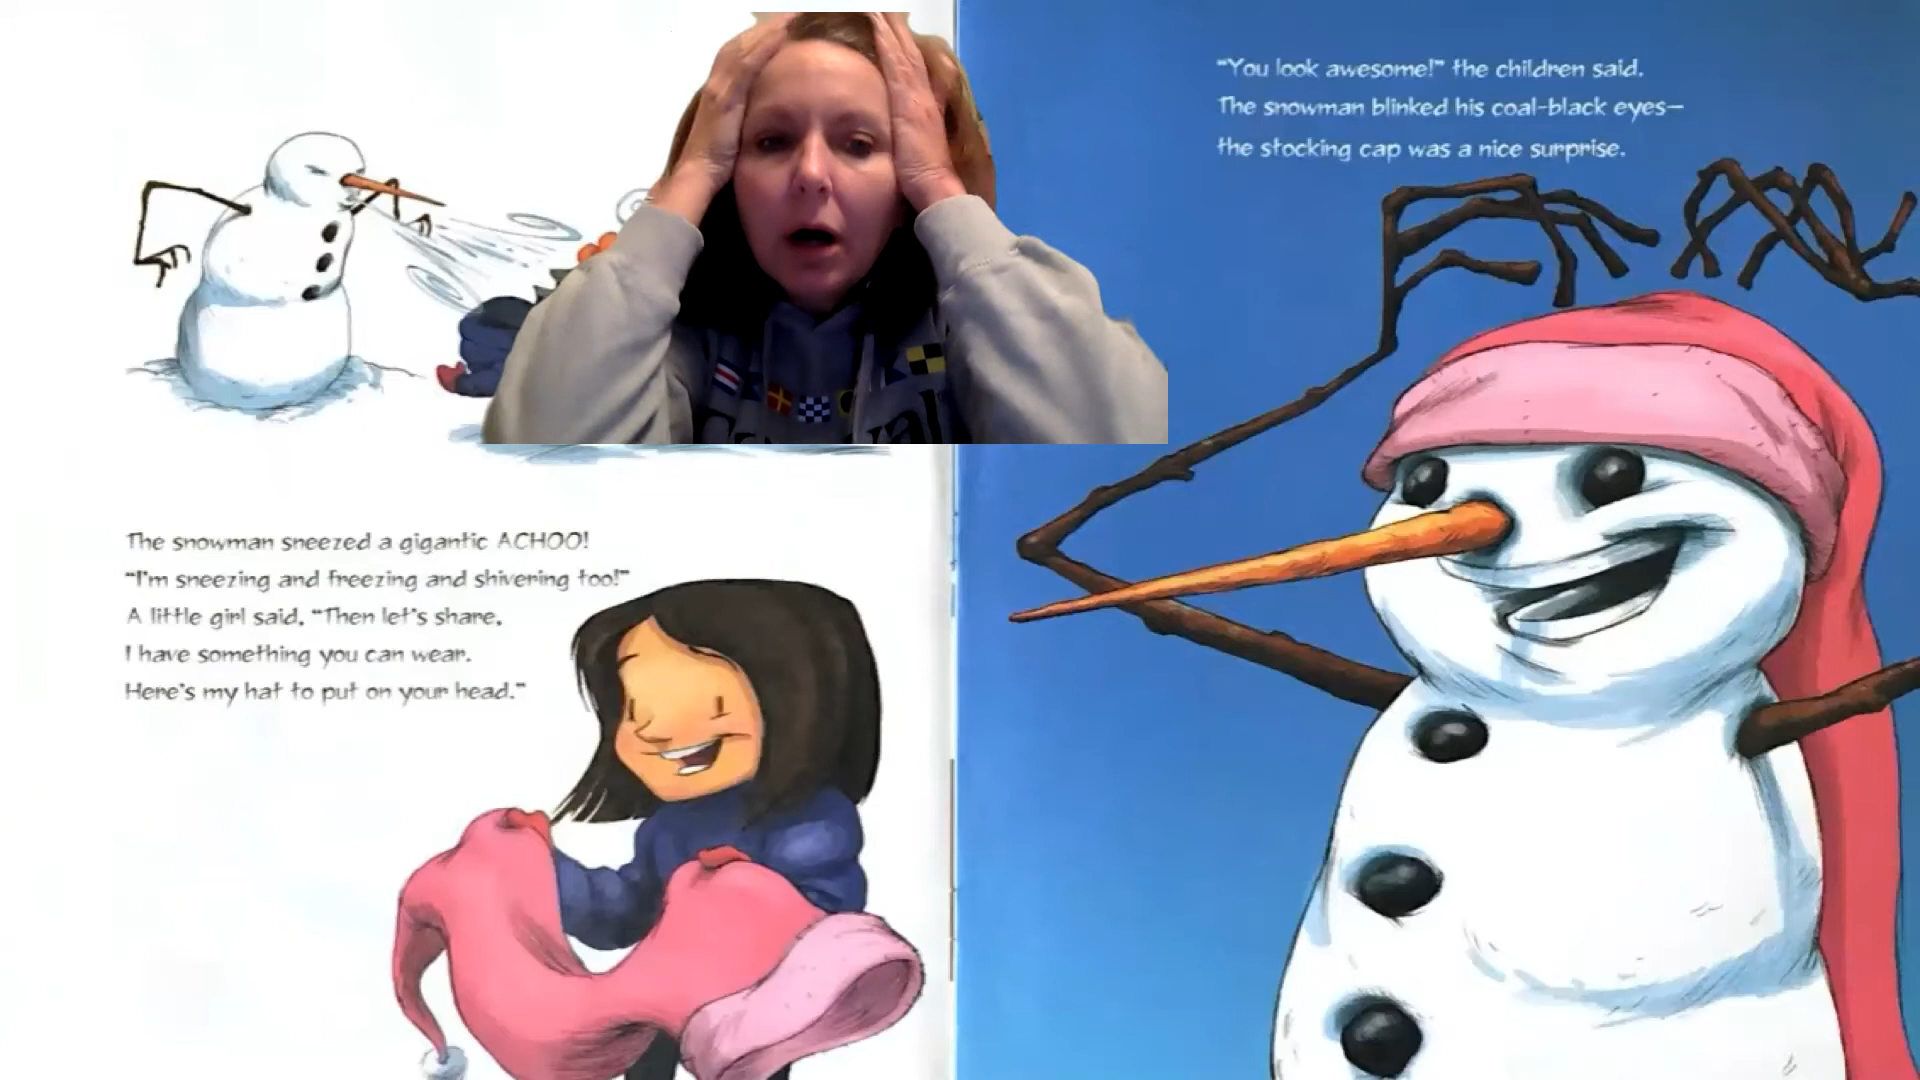 "You look awesome!" the children said.
The snowman blinked his coal-black eyes—
the stocking cap was a nice surprise.
The snowman sneezed a gigantic ACHOO!
"I'm sneezing and freezing and shivering too!"
A little girl said, "Then let's share,
I have something you can wear.
Here's my hat to put on your head."